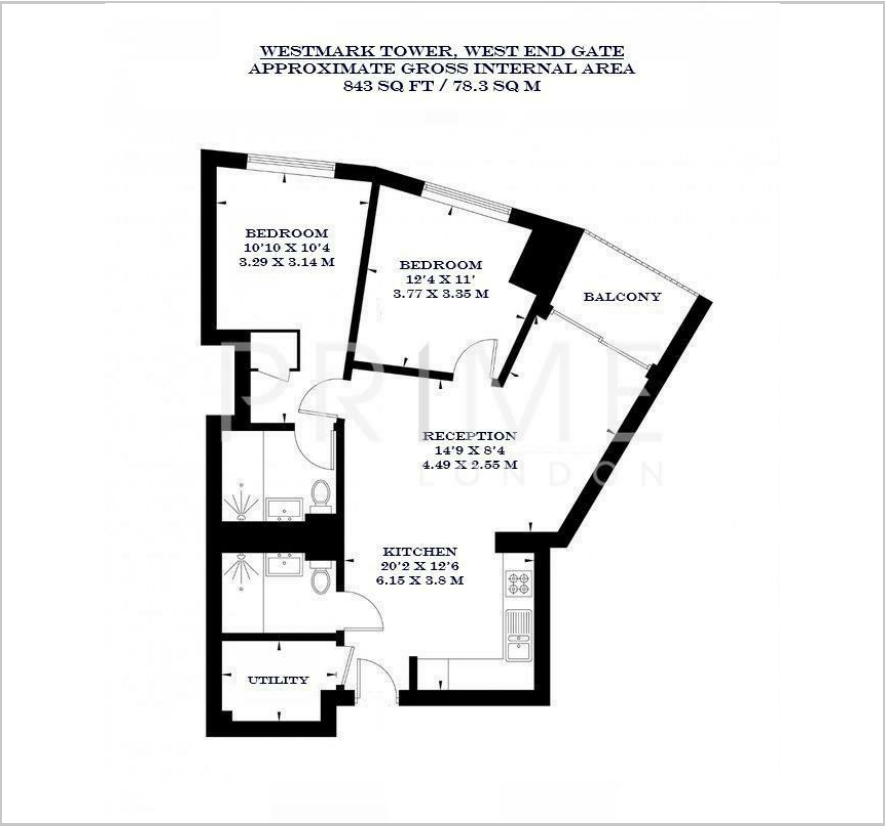 WESTMARK TOWER, WEST END GATE
APPROXIMATE GROSS INTERNAL AREA
843 SQ FT / 78.3 SQ M
BEDROOM
10'10 X 10'4
3.29 X 3.14 M
BEDROOM
12'4 X 11'
3.77 X 3.35 M
BALCONY
PRIME
LONDON
RECEPTION
14'9 X 8'4
4.49 X 2.55 M
KITCHEN
20'2 X 12'6
6.15 X 3.8 M
UTILITY